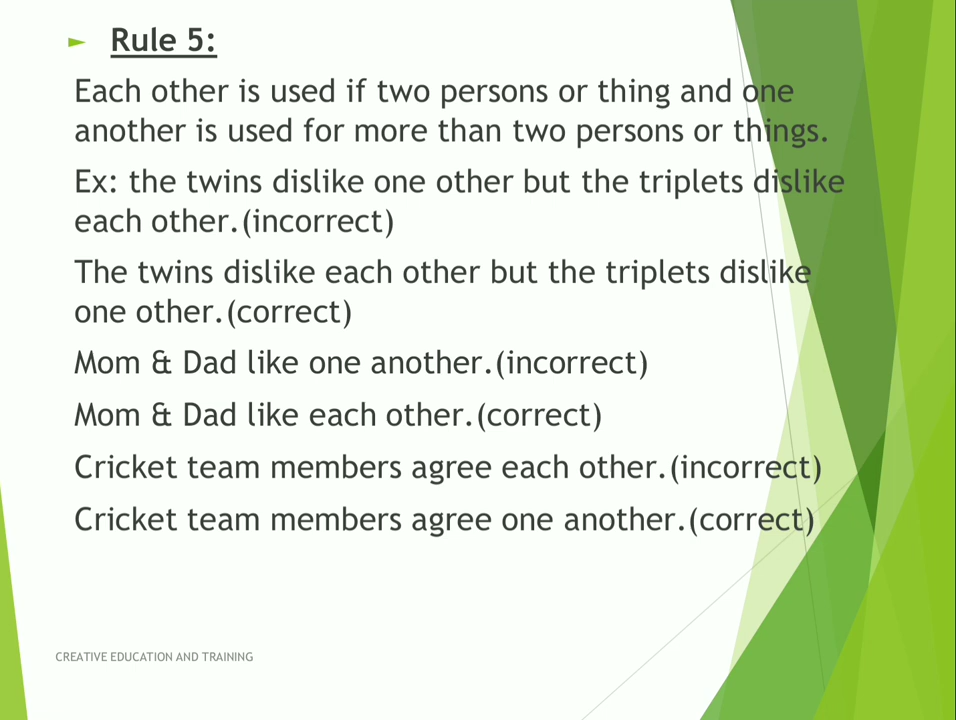 ► Rule 5:
Each other is used if two persons or thing and one
another is used for more than two persons or things.
Ex: the twins dislike one other but the triplets dislike
each other.(incorrect)
The twins dislike each other but the triplets dislike
one other.(correct)
Mom & Dad like one another.(incorrect)
Mom & Dad like each other.(correct)
Cricket team members agree each other.(incorrect)
Cricket team members agree one another.(correct)
CREATIVE EDUCATION AND TRAINING